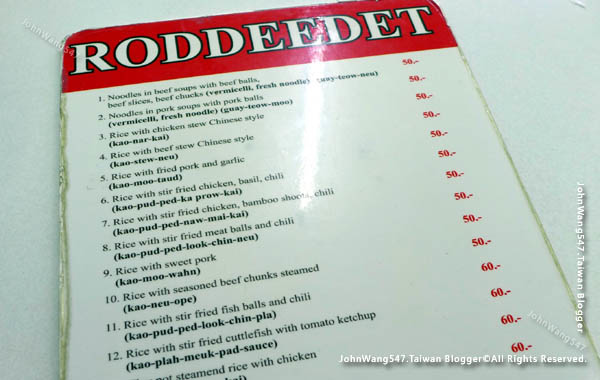 RODDEEDET
1. Noodles in beef soups with beef balls, 50.-
beef slices, beef chucks (vermicelli, fresh noodle) (guay-teow-neu)
2. Noodles in pork soups with pork balls 50.-
(vermicelli, fresh noodle) (guay-teow-moo)
3. Rice with chicken stew Chinese style 50.-
(kao-nar-kai)
4. Rice with beef stew Chinese style 50.-
(kao-stew-neu)
5. Rice with fried pork and garlic 50.-
(kao-moo-taud)
6. Rice with stir fried chicken, basil, chili 50.-
(kao-pud-ped-ka prow-kai)
7. Rice with stir fried chicken, bamboo shoots, chili 50.-
(kao-pud-ped-naw-mai-kai)
8. Rice with stir fried meat balls and chili 50.-
(kao-pud-ped-look-chin-neu)
9. Rice with sweet pork 50.-
(kao-moo-wahn)
10. Rice with seasoned beef chunks steamed 60.-
(kao-neu-ope)
11. Rice with stir fried fish balls and chili 60.-
(kao-pud-ped-look-chin-pla)
12. Rice with stir fried cuttlefish with tomato ketchup 60.-
(kao-plah-meuk-pad-sauce)
pot steamend rice with chicken 60.-
JohnWang547
JohnWang547.Taiwan Blogger
JohnWang547
JohnWang547.Taiwan Blogger©All Rights Reserved.